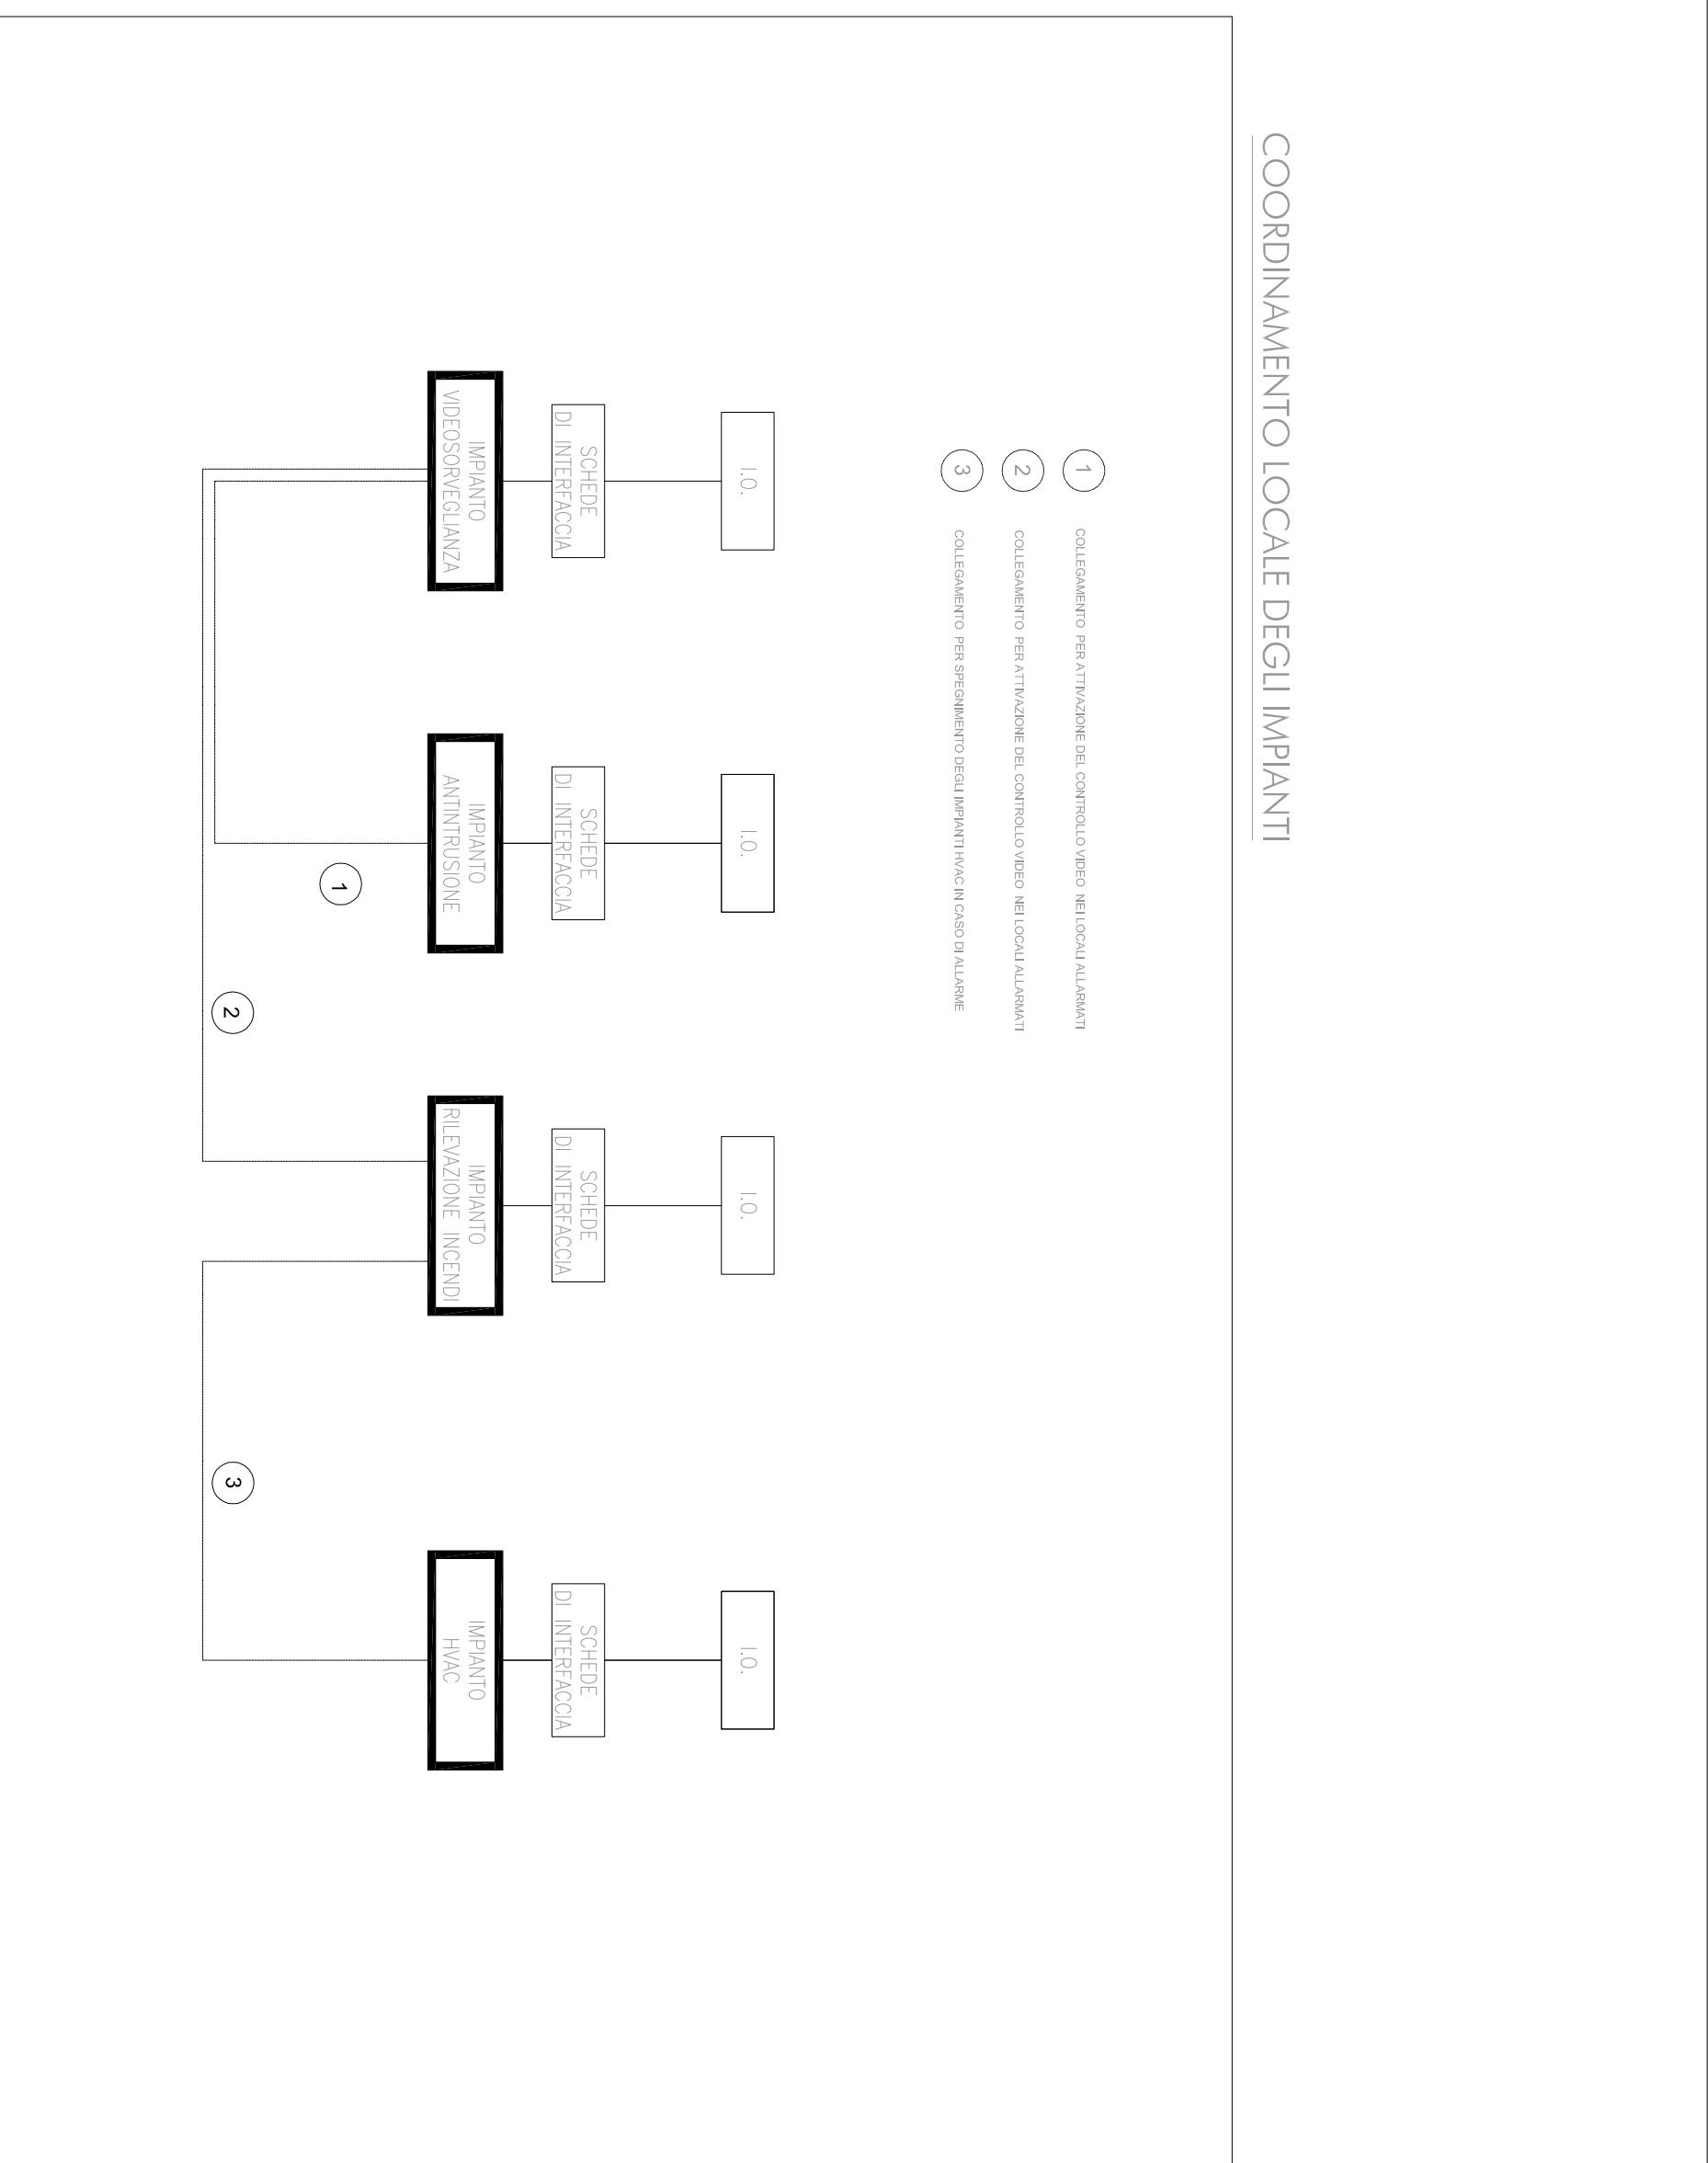 COORDINAMENTO LOCALE DEGLI IMPIANTI
1 COLLEGAMENTO PER ATTIVAZIONE DEL CONTROLLO VIDEO NEI LOCALI ALLARMATI
2 COLLEGAMENTO PER ATTIVAZIONE DEL CONTROLLO VIDEO NEI LOCALI ALLARMATI
3 COLLEGAMENTO PER SPEGNIMENTO DEGLI IMPIANTI HVAC IN CASO DI ALLARME
I.O.
I.O.
I.O.
I.O.
SCHEDE
DI INTERFACCIA
SCHEDE
DI INTERFACCIA
SCHEDE
DI INTERFACCIA
SCHEDE
DI INTERFACCIA
IMPIANTO
VIDEOSORVEGLIANZA
IMPIANTO
ANTINTRUSIONE
IMPIANTO
RILEVAZIONE INCENDI
IMPIANTO
HVAC
1
2
3